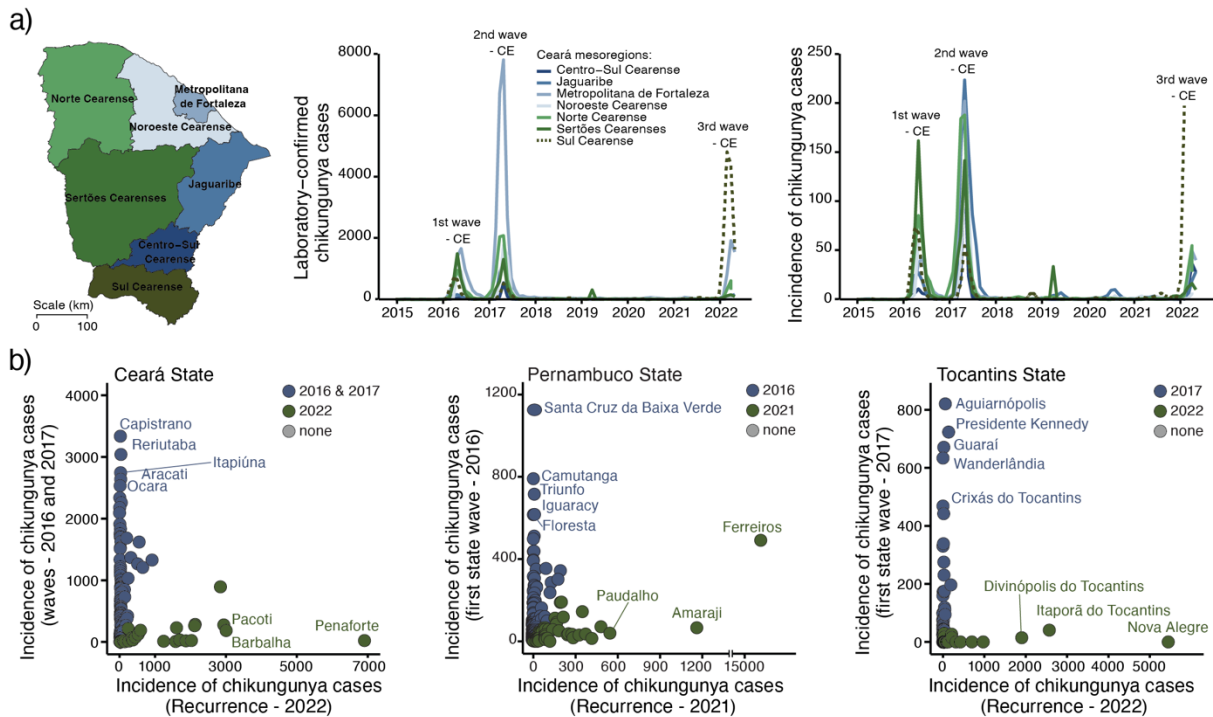 a)
Norte Cearense
Metropolitana
de Fortaleza
Noroeste Cearense
Sertões Cearenses
Jaguaribe
Centro–Sul
Cearense
Sul Cearense
Scale (km)
0 100
Laboratory–confirmed
chikungunya cases
8000
6000
4000
2000
0
2015 2016 2017 2018 2019 2020 2021 2022
1st wave
- CE
2nd wave
- CE
3rd wave
- CE
Ceará mesoregions:
Centro–Sul Cearense
Jaguaribe
Metropolitana de Fortaleza
Noroeste Cearense
Norte Cearense
Sertões Cearenses
Sul Cearense
Incidence of chikungunya cases
250
200
150
100
50
0
2015 2016 2017 2018 2019 2020 2021 2022
1st wave
- CE
2nd wave
- CE
3rd wave
- CE
b)
Ceará State
2016 & 2017
2022
none
Incidence of chikungunya cases
(waves - 2016 and 2017)
4000
3000
2000
1000
0
Capistrano
Reriutaba
Itapiúna
Aracati
Ocara
Pacoti
Barbalha
Penaforte
0 1000 3000 5000 7000
Incidence of chikungunya cases
(Recurrence - 2022)
Pernambuco State
2016
2021
none
Incidence of chikungunya cases
(first state wave - 2016)
1200
800
400
0
Santa Cruz da Baixa Verde
Camutanga
Triunfo
Iguaracy
Floresta
Ferreiros
Paudalho
Amaraji
0 300 600 900 1200 15000
Incidence of chikungunya cases
(Recurrence - 2021)
Tocantins State
2017
2022
none
Incidence of chikungunya cases
(first state wave - 2017)
800
600
400
200
0
Aguiarnópolis
Presidente Kennedy
Guaraí
Wanderlândia
Crixás do Tocantins
Divinópolis do Tocantins
Itaporã do Tocantins
Nova Alegre
0 1000 2000 3000 4000 5000
Incidence of chikungunya cases
(Recurrence - 2022)